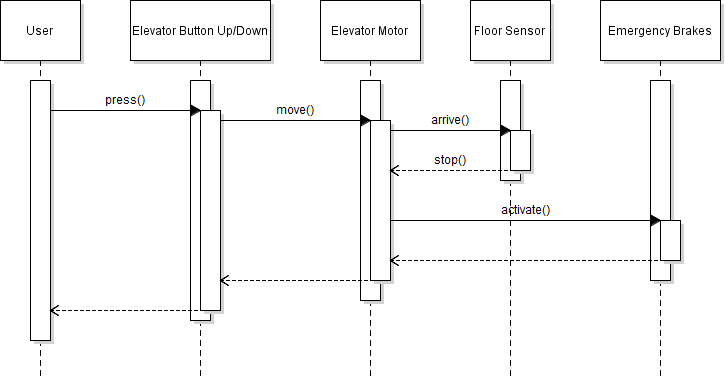 User
Elevator Button Up/Down
Elevator Motor
Floor Sensor
Emergency Brakes
press()
move()
arrive()
stop()
activate()